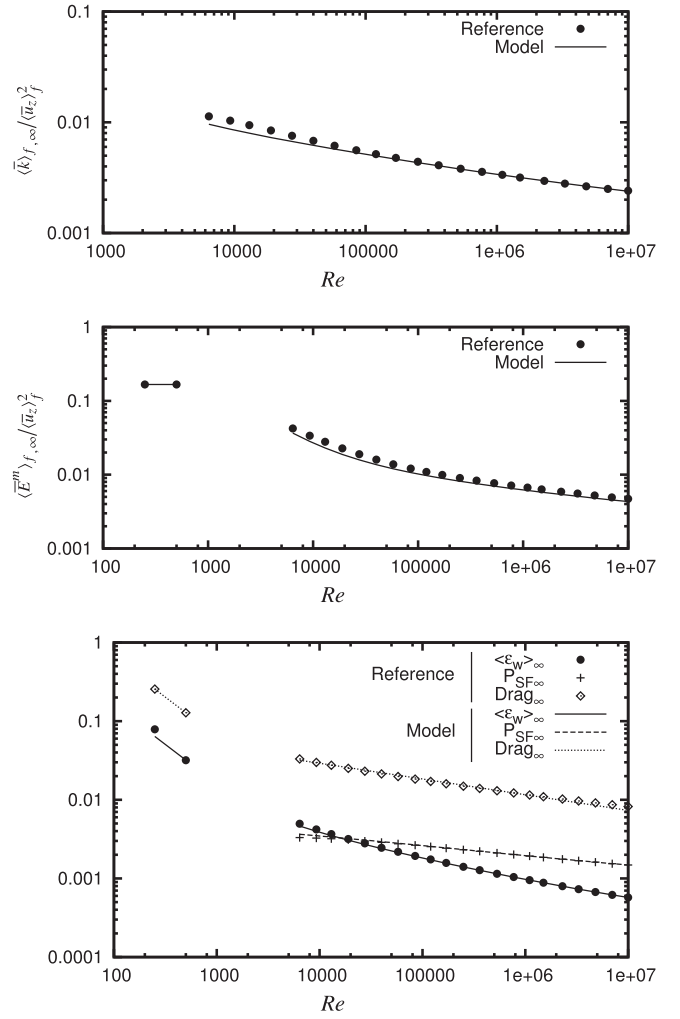 0.1
0.01
0.001
⟨k̄⟩f,∞/⟨ūz⟩²f
Reference
Model
1000 10000 100000 1e+06 1e+07
Re
1
0.1
0.01
0.001
⟨Ēᵐ⟩f,∞/⟨ūz⟩²f
Reference
Model
100 1000 10000 100000 1e+06 1e+07
Re
1
0.1
0.01
0.001
0.0001
Reference
<εw>∞
PSF∞
Drag∞
Model
<εw>∞
PSF∞
Drag∞
100 1000 10000 100000 1e+06 1e+07
Re